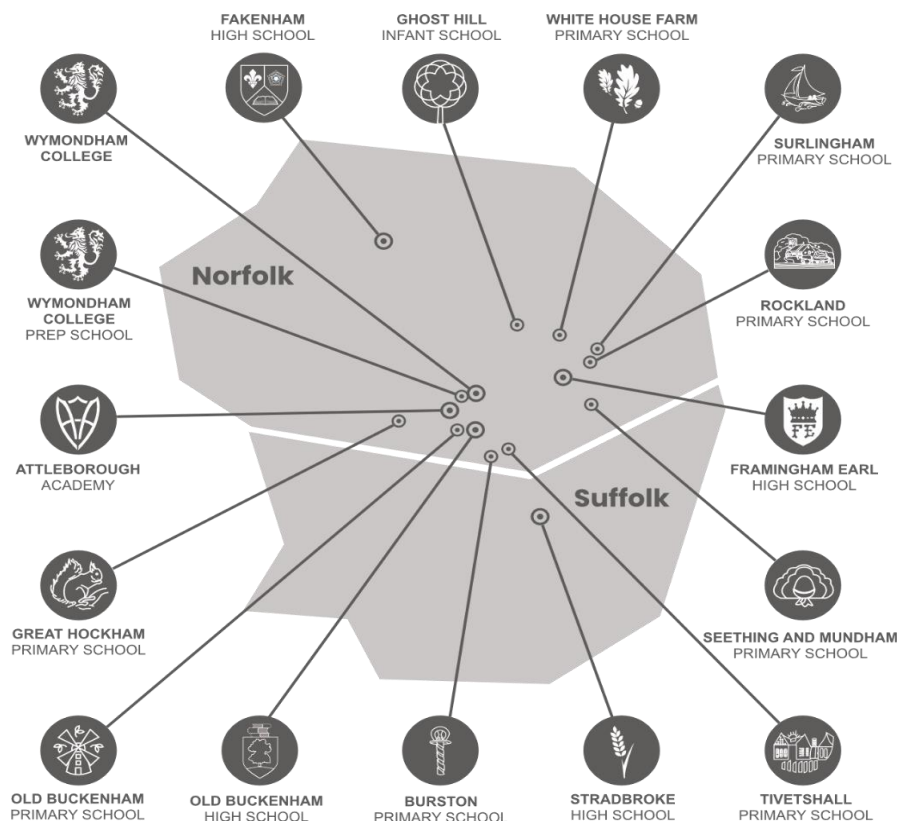 FAKENHAM
HIGH SCHOOL
GHOST HILL
INFANT SCHOOL
WHITE HOUSE FARM
PRIMARY SCHOOL
WYMONDHAM
COLLEGE
SURLINGHAM
PRIMARY SCHOOL
Norfolk
WYMONDHAM
COLLEGE
PREP SCHOOL
ROCKLAND
PRIMARY SCHOOL
ATTLEBOROUGH
ACADEMY
FE
FRAMINGHAM EARL
HIGH SCHOOL
Suffolk
GREAT HOCKHAM
PRIMARY SCHOOL
SEETHING AND MUNDHAM
PRIMARY SCHOOL
OLD BUCKENHAM
PRIMARY SCHOOL
OLD BUCKENHAM
HIGH SCHOOL
BURSTON
PRIMARY SCHOOL
STRADBROKE
HIGH SCHOOL
TIVETSHALL
PRIMARY SCHOOL